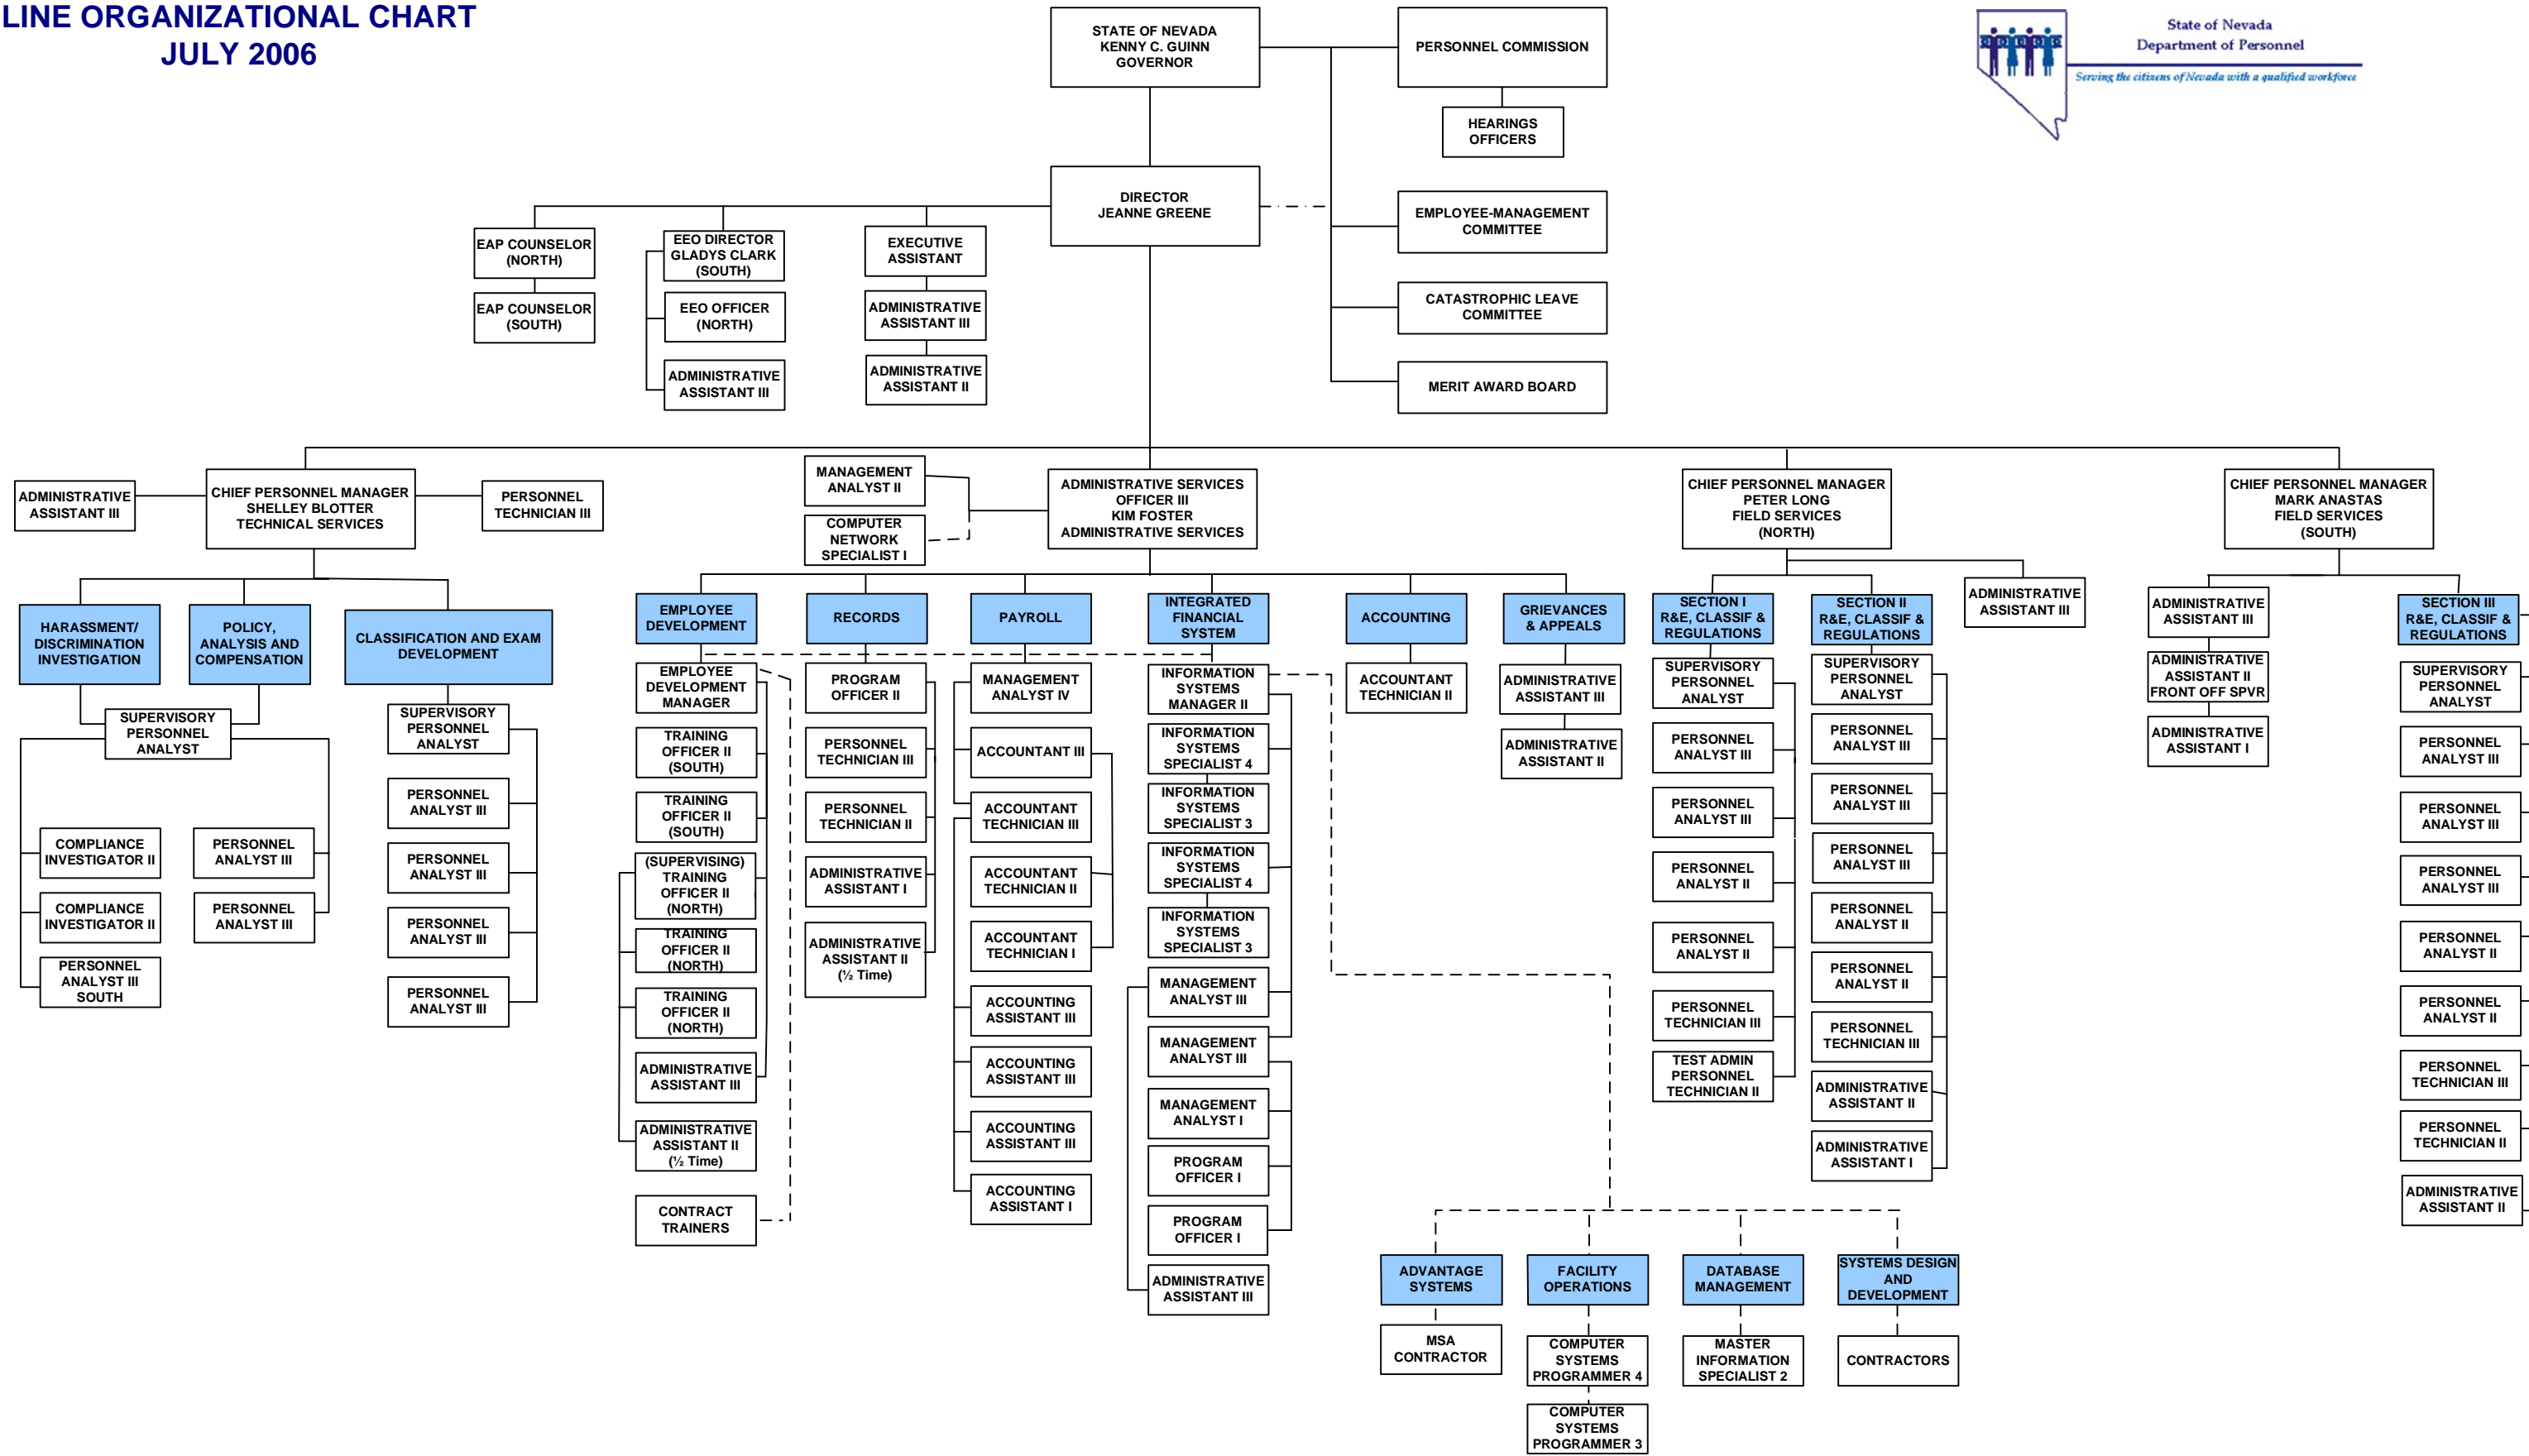 LINE ORGANIZATIONAL CHART
JULY 2006
STATE OF NEVADA
KENNY C. GUINN
GOVERNOR
PERSONNEL COMMISSION
State of Nevada
Department of Personnel
Serving the citizens of Nevada with a qualified workforce
HEARINGS
OFFICERS
DIRECTOR
JEANNE GREENE
EMPLOYEE-MANAGEMENT
COMMITTEE
CATASTROPHIC LEAVE
COMMITTEE
MERIT AWARD BOARD
EAP COUNSELOR
(NORTH)
EAP COUNSELOR
(SOUTH)
EEO DIRECTOR
GLADYS CLARK
(SOUTH)
EEO OFFICER
(NORTH)
ADMINISTRATIVE
ASSISTANT III
EXECUTIVE
ASSISTANT
ADMINISTRATIVE
ASSISTANT III
ADMINISTRATIVE
ASSISTANT II
ADMINISTRATIVE
ASSISTANT III
CHIEF PERSONNEL MANAGER
SHELLEY BLOTTER
TECHNICAL SERVICES
PERSONNEL
TECHNICIAN III
MANAGEMENT
ANALYST II
COMPUTER
NETWORK
SPECIALIST I
ADMINISTRATIVE SERVICES
OFFICER III
KIM FOSTER
ADMINISTRATIVE SERVICES
CHIEF PERSONNEL MANAGER
PETER LONG
FIELD SERVICES
(NORTH)
CHIEF PERSONNEL MANAGER
MARK ANASTAS
FIELD SERVICES
(SOUTH)
HARASSMENT/
DISCRIMINATION
INVESTIGATION
POLICY,
ANALYSIS AND
COMPENSATION
CLASSIFICATION AND EXAM
DEVELOPMENT
SUPERVISORY
PERSONNEL
ANALYST
COMPLIANCE
INVESTIGATOR II
COMPLIANCE
INVESTIGATOR II
PERSONNEL
ANALYST III
SOUTH
PERSONNEL
ANALYST III
PERSONNEL
ANALYST III
SUPERVISORY
PERSONNEL
ANALYST
PERSONNEL
ANALYST III
PERSONNEL
ANALYST III
PERSONNEL
ANALYST III
PERSONNEL
ANALYST III
EMPLOYEE
DEVELOPMENT
EMPLOYEE
DEVELOPMENT
MANAGER
TRAINING
OFFICER II
(SOUTH)
TRAINING
OFFICER II
(SOUTH)
(SUPERVISING)
TRAINING
OFFICER II
(NORTH)
TRAINING
OFFICER II
(NORTH)
TRAINING
OFFICER II
(NORTH)
ADMINISTRATIVE
ASSISTANT III
ADMINISTRATIVE
ASSISTANT II
(½ Time)
CONTRACT
TRAINERS
RECORDS
PROGRAM
OFFICER II
PERSONNEL
TECHNICIAN III
PERSONNEL
TECHNICIAN II
ADMINISTRATIVE
ASSISTANT I
ADMINISTRATIVE
ASSISTANT II
(½ Time)
PAYROLL
MANAGEMENT
ANALYST IV
ACCOUNTANT III
ACCOUNTANT
TECHNICIAN III
ACCOUNTANT
TECHNICIAN II
ACCOUNTANT
TECHNICIAN I
ACCOUNTING
ASSISTANT III
ACCOUNTING
ASSISTANT III
ACCOUNTING
ASSISTANT III
ACCOUNTING
ASSISTANT I
INTEGRATED
FINANCIAL
SYSTEM
INFORMATION
SYSTEMS
MANAGER II
INFORMATION
SYSTEMS
SPECIALIST 4
INFORMATION
SYSTEMS
SPECIALIST 3
INFORMATION
SYSTEMS
SPECIALIST 4
INFORMATION
SYSTEMS
SPECIALIST 3
MANAGEMENT
ANALYST III
MANAGEMENT
ANALYST III
MANAGEMENT
ANALYST I
PROGRAM
OFFICER I
PROGRAM
OFFICER I
ADMINISTRATIVE
ASSISTANT III
ACCOUNTING
ACCOUNTANT
TECHNICIAN II
GRIEVANCES
& APPEALS
ADMINISTRATIVE
ASSISTANT III
ADMINISTRATIVE
ASSISTANT II
ADVANTAGE
SYSTEMS
MSA
CONTRACTOR
FACILITY
OPERATIONS
COMPUTER
SYSTEMS
PROGRAMMER 4
COMPUTER
SYSTEMS
PROGRAMMER 3
DATABASE
MANAGEMENT
MASTER
INFORMATION
SPECIALIST 2
SYSTEMS DESIGN
AND
DEVELOPMENT
CONTRACTORS
SECTION I
R&E, CLASSIF &
REGULATIONS
SUPERVISORY
PERSONNEL
ANALYST
PERSONNEL
ANALYST III
PERSONNEL
ANALYST III
PERSONNEL
ANALYST II
PERSONNEL
ANALYST II
PERSONNEL
TECHNICIAN III
TEST ADMIN
PERSONNEL
TECHNICIAN II
SECTION II
R&E, CLASSIF &
REGULATIONS
SUPERVISORY
PERSONNEL
ANALYST
PERSONNEL
ANALYST III
PERSONNEL
ANALYST III
PERSONNEL
ANALYST III
PERSONNEL
ANALYST II
PERSONNEL
ANALYST II
PERSONNEL
TECHNICIAN III
ADMINISTRATIVE
ASSISTANT II
ADMINISTRATIVE
ASSISTANT I
ADMINISTRATIVE
ASSISTANT III
ADMINISTRATIVE
ASSISTANT III
ADMINISTRATIVE
ASSISTANT II
FRONT OFF SPVR
ADMINISTRATIVE
ASSISTANT I
SECTION III
R&E, CLASSIF &
REGULATIONS
SUPERVISORY
PERSONNEL
ANALYST
PERSONNEL
ANALYST III
PERSONNEL
ANALYST III
PERSONNEL
ANALYST III
PERSONNEL
ANALYST II
PERSONNEL
ANALYST II
PERSONNEL
TECHNICIAN III
PERSONNEL
TECHNICIAN II
ADMINISTRATIVE
ASSISTANT II